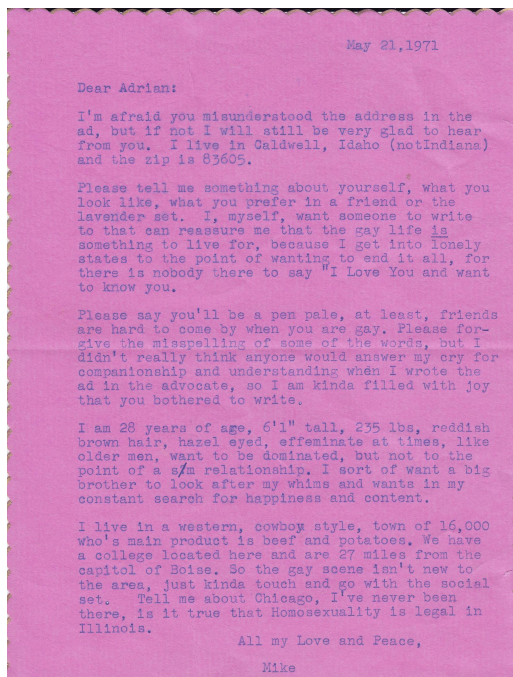 May 21,1971
Dear Adrian:
I'm afraid you misunderstood the address in the
ad, but if not I will still be very glad to hear
from you.  I live in Caldwell, Idaho (notIndiana)
and the zip is 83605.
Please tell me something about yourself, what you
look like, what you prefer in a friend or the
lavender set.  I, myself, want someone to write
to that can reassure me that the gay life is
something to live for, because I get into lonely
states to the point of wanting to end it all, for
there is nobody there to say "I Love You and want
to know you.
Please say you'll be a pen pale, at least, friends
are hard to come by when you are gay. Please for-
give the misspelling of some of the words, but I
didn't really think anyone would answer my cry for
companionship and understanding when I wrote the
ad in the advocate, so I am kinda filled with joy
that you bothered to write.
I am 28 years of age, 6'1" tall, 235 lbs, reddish
brown hair, hazel eyed, effeminate at times, like
older men, want to be dominated, but not to the
point of a s/m relationship. I sort of want a big
brother to look after my whims and wants in my
constant search for happiness and content.
I live in a western, cowboy style, town of 16,000
who's main product is beef and potatoes. We have
a college located here and are 27 miles from the
capitol of Boise. So the gay scene isn't new to
the area, just kinda touch and go with the social
set.   Tell me about Chicago, I've never been
there, is it true that Homosexuality is legal in
Illinois.
All my Love and Peace,
Mike